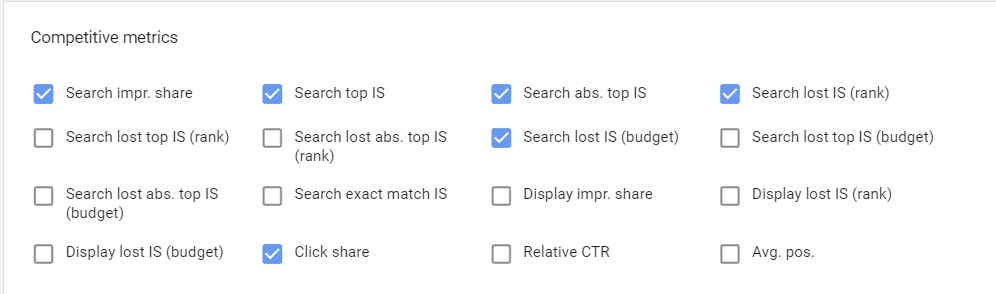 Competitive metrics
Search impr. share
Search top IS
Search abs. top IS
Search lost IS (rank)
Search lost top IS (rank)
Search lost abs. top IS
(rank)
Search lost IS (budget)
Search lost top IS (budget)
Search lost abs. top IS
(budget)
Search exact match IS
Display impr. share
Display lost IS (rank)
Display lost IS (budget)
Click share
Relative CTR
Avg. pos.